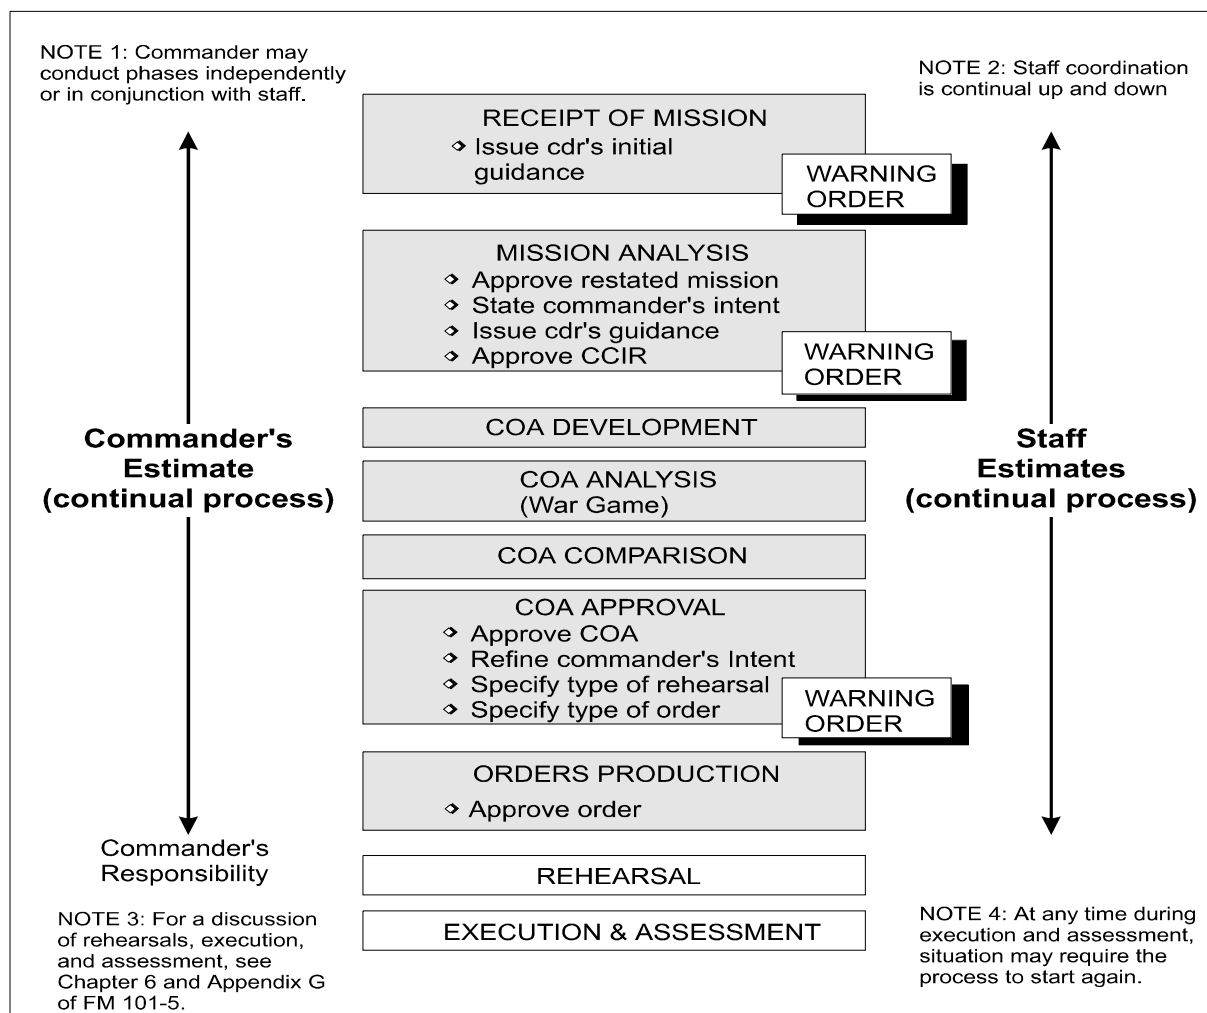 NOTE 1: Commander may
conduct phases independently
or in conjunction with staff.
NOTE 2: Staff coordination
is continual up and down
RECEIPT OF MISSION
Issue cdr's initial
guidance
WARNING
ORDER
MISSION ANALYSIS
Approve restated mission
State commander's intent
Issue cdr's guidance
Approve CCIR
WARNING
ORDER
Commander's
Estimate
(continual process)
COA DEVELOPMENT
COA ANALYSIS
(War Game)
COA COMPARISON
Staff
Estimates
(continual process)
COA APPROVAL
Approve COA
Refine commander's Intent
Specify type of rehearsal
Specify type of order
WARNING
ORDER
ORDERS PRODUCTION
Approve order
Commander's
Responsibility
REHEARSAL
EXECUTION & ASSESSMENT
NOTE 3: For a discussion
of rehearsals, execution,
and assessment, see
Chapter 6 and Appendix G
of FM 101-5.
NOTE 4: At any time during
execution and assessment,
situation may require the
process to start again.